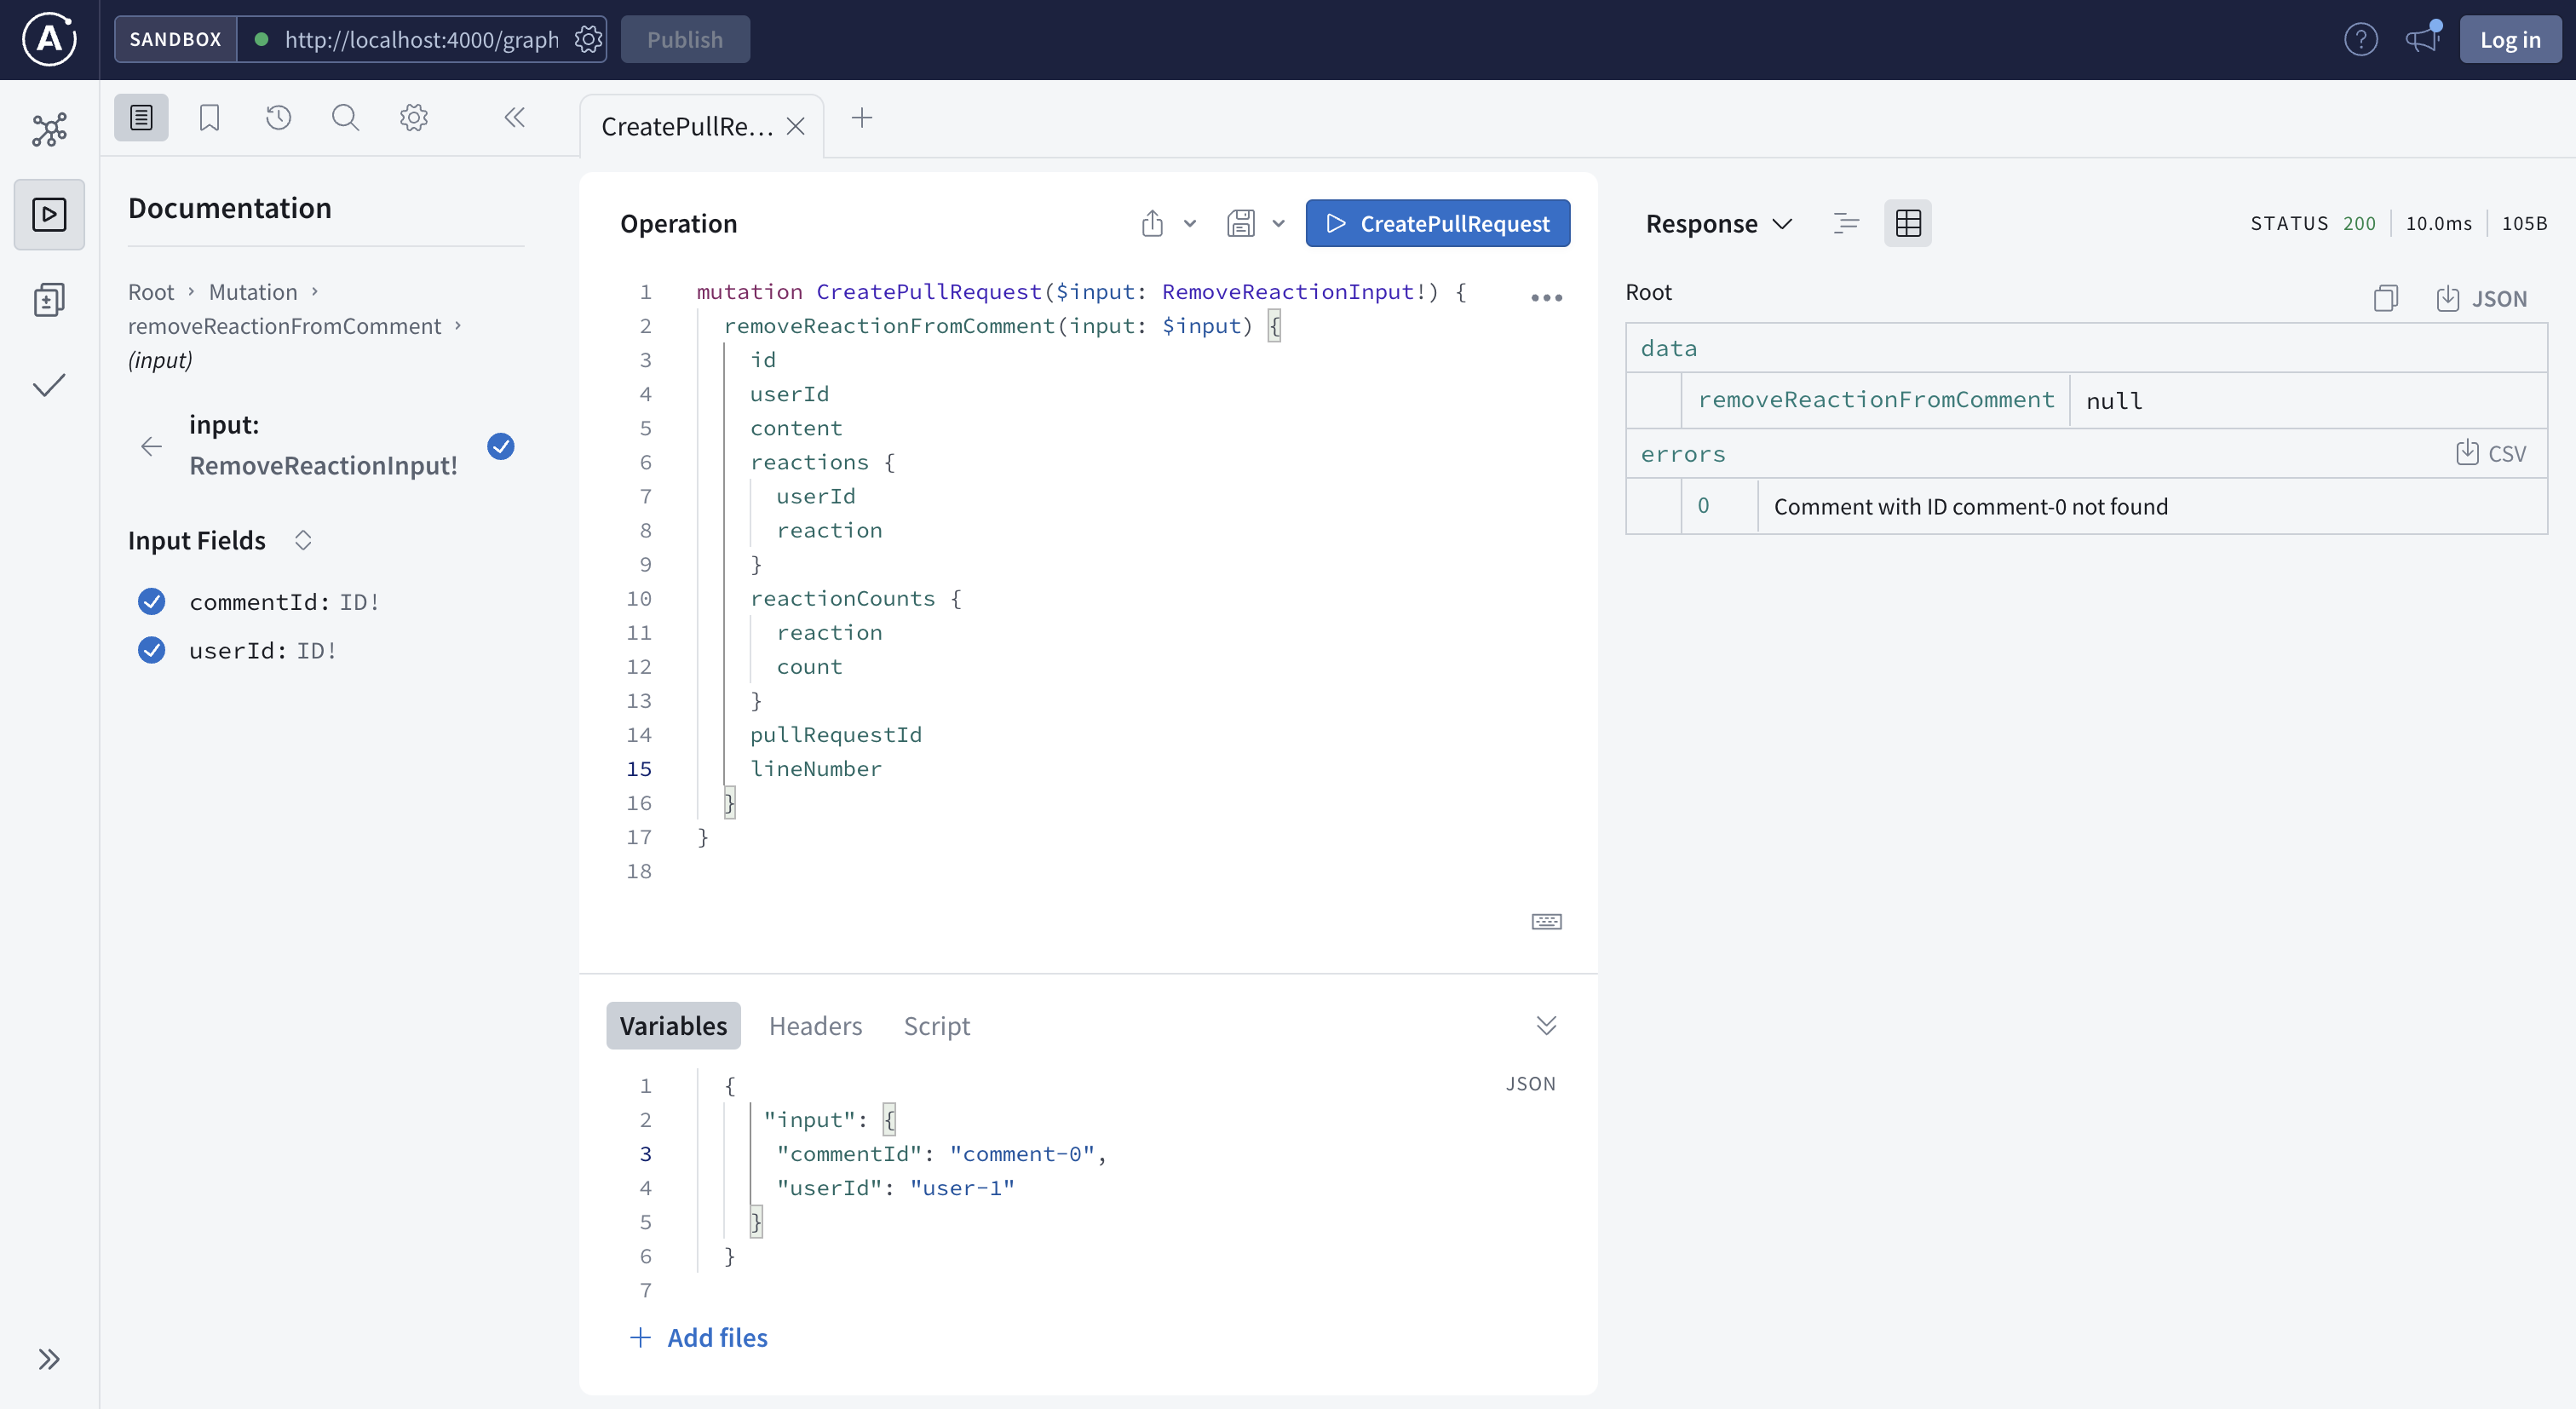 SANDBOX
http://localhost:4000/graph
Publish
?
Log in
CreatePullRe...
Documentation
Root › Mutation ›
removeReactionFromComment ›
(input)
input:
RemoveReactionInput!
Input Fields
commentId: ID!
userId: ID!
Operation
CreatePullRequest
1 mutation CreatePullRequest($input: RemoveReactionInput!) {
2 removeReactionFromComment(input: $input) {
3 id
4 userId
5 content
6 reactions {
7 userId
8 reaction
9 }
10 reactionCounts {
11 reaction
12 count
13 }
14 pullRequestId
15 lineNumber
16 }
17 }
18
Variables Headers Script
JSON
1 {
2 "input": {
3 "commentId": "comment-0",
4 "userId": "user-1"
5 }
6 }
7
Add files
Response
STATUS 200 10.0ms 105B
Root
JSON
data
removeReactionFromComment null
errors
CSV
0 Comment with ID comment-0 not found